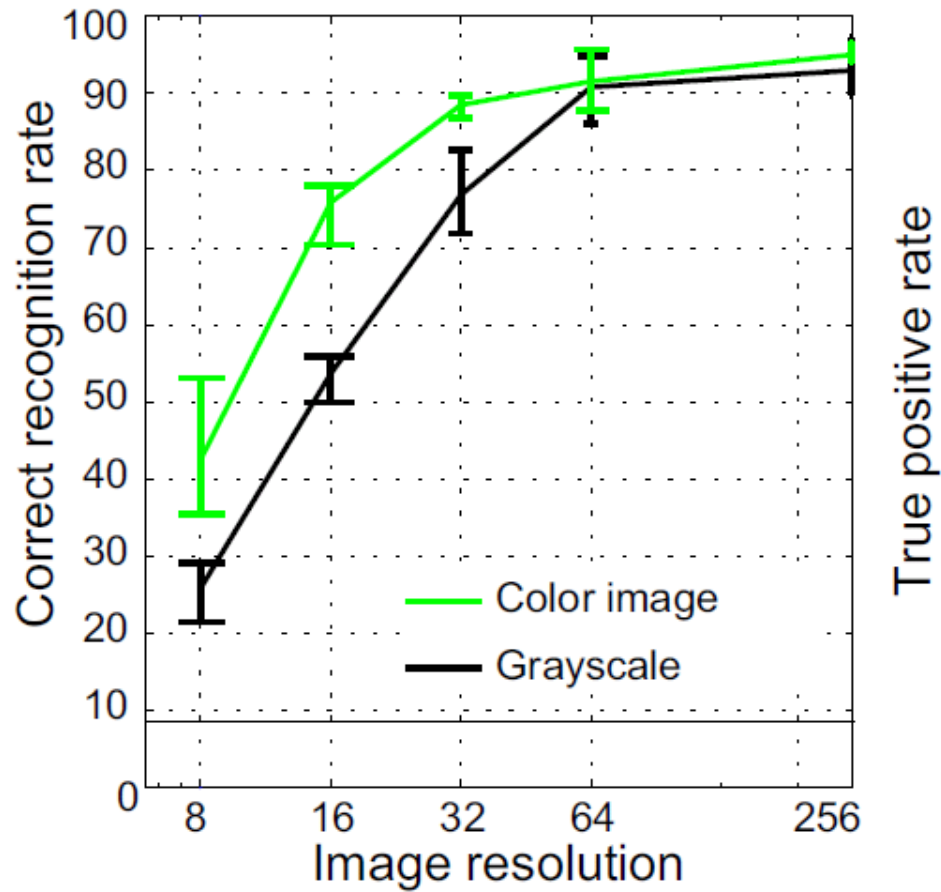 100
90
80
70
60
50
40
30
20
10
0
Correct recognition rate
Color image
Grayscale
8 16 32 64 256
Image resolution
True positive rate